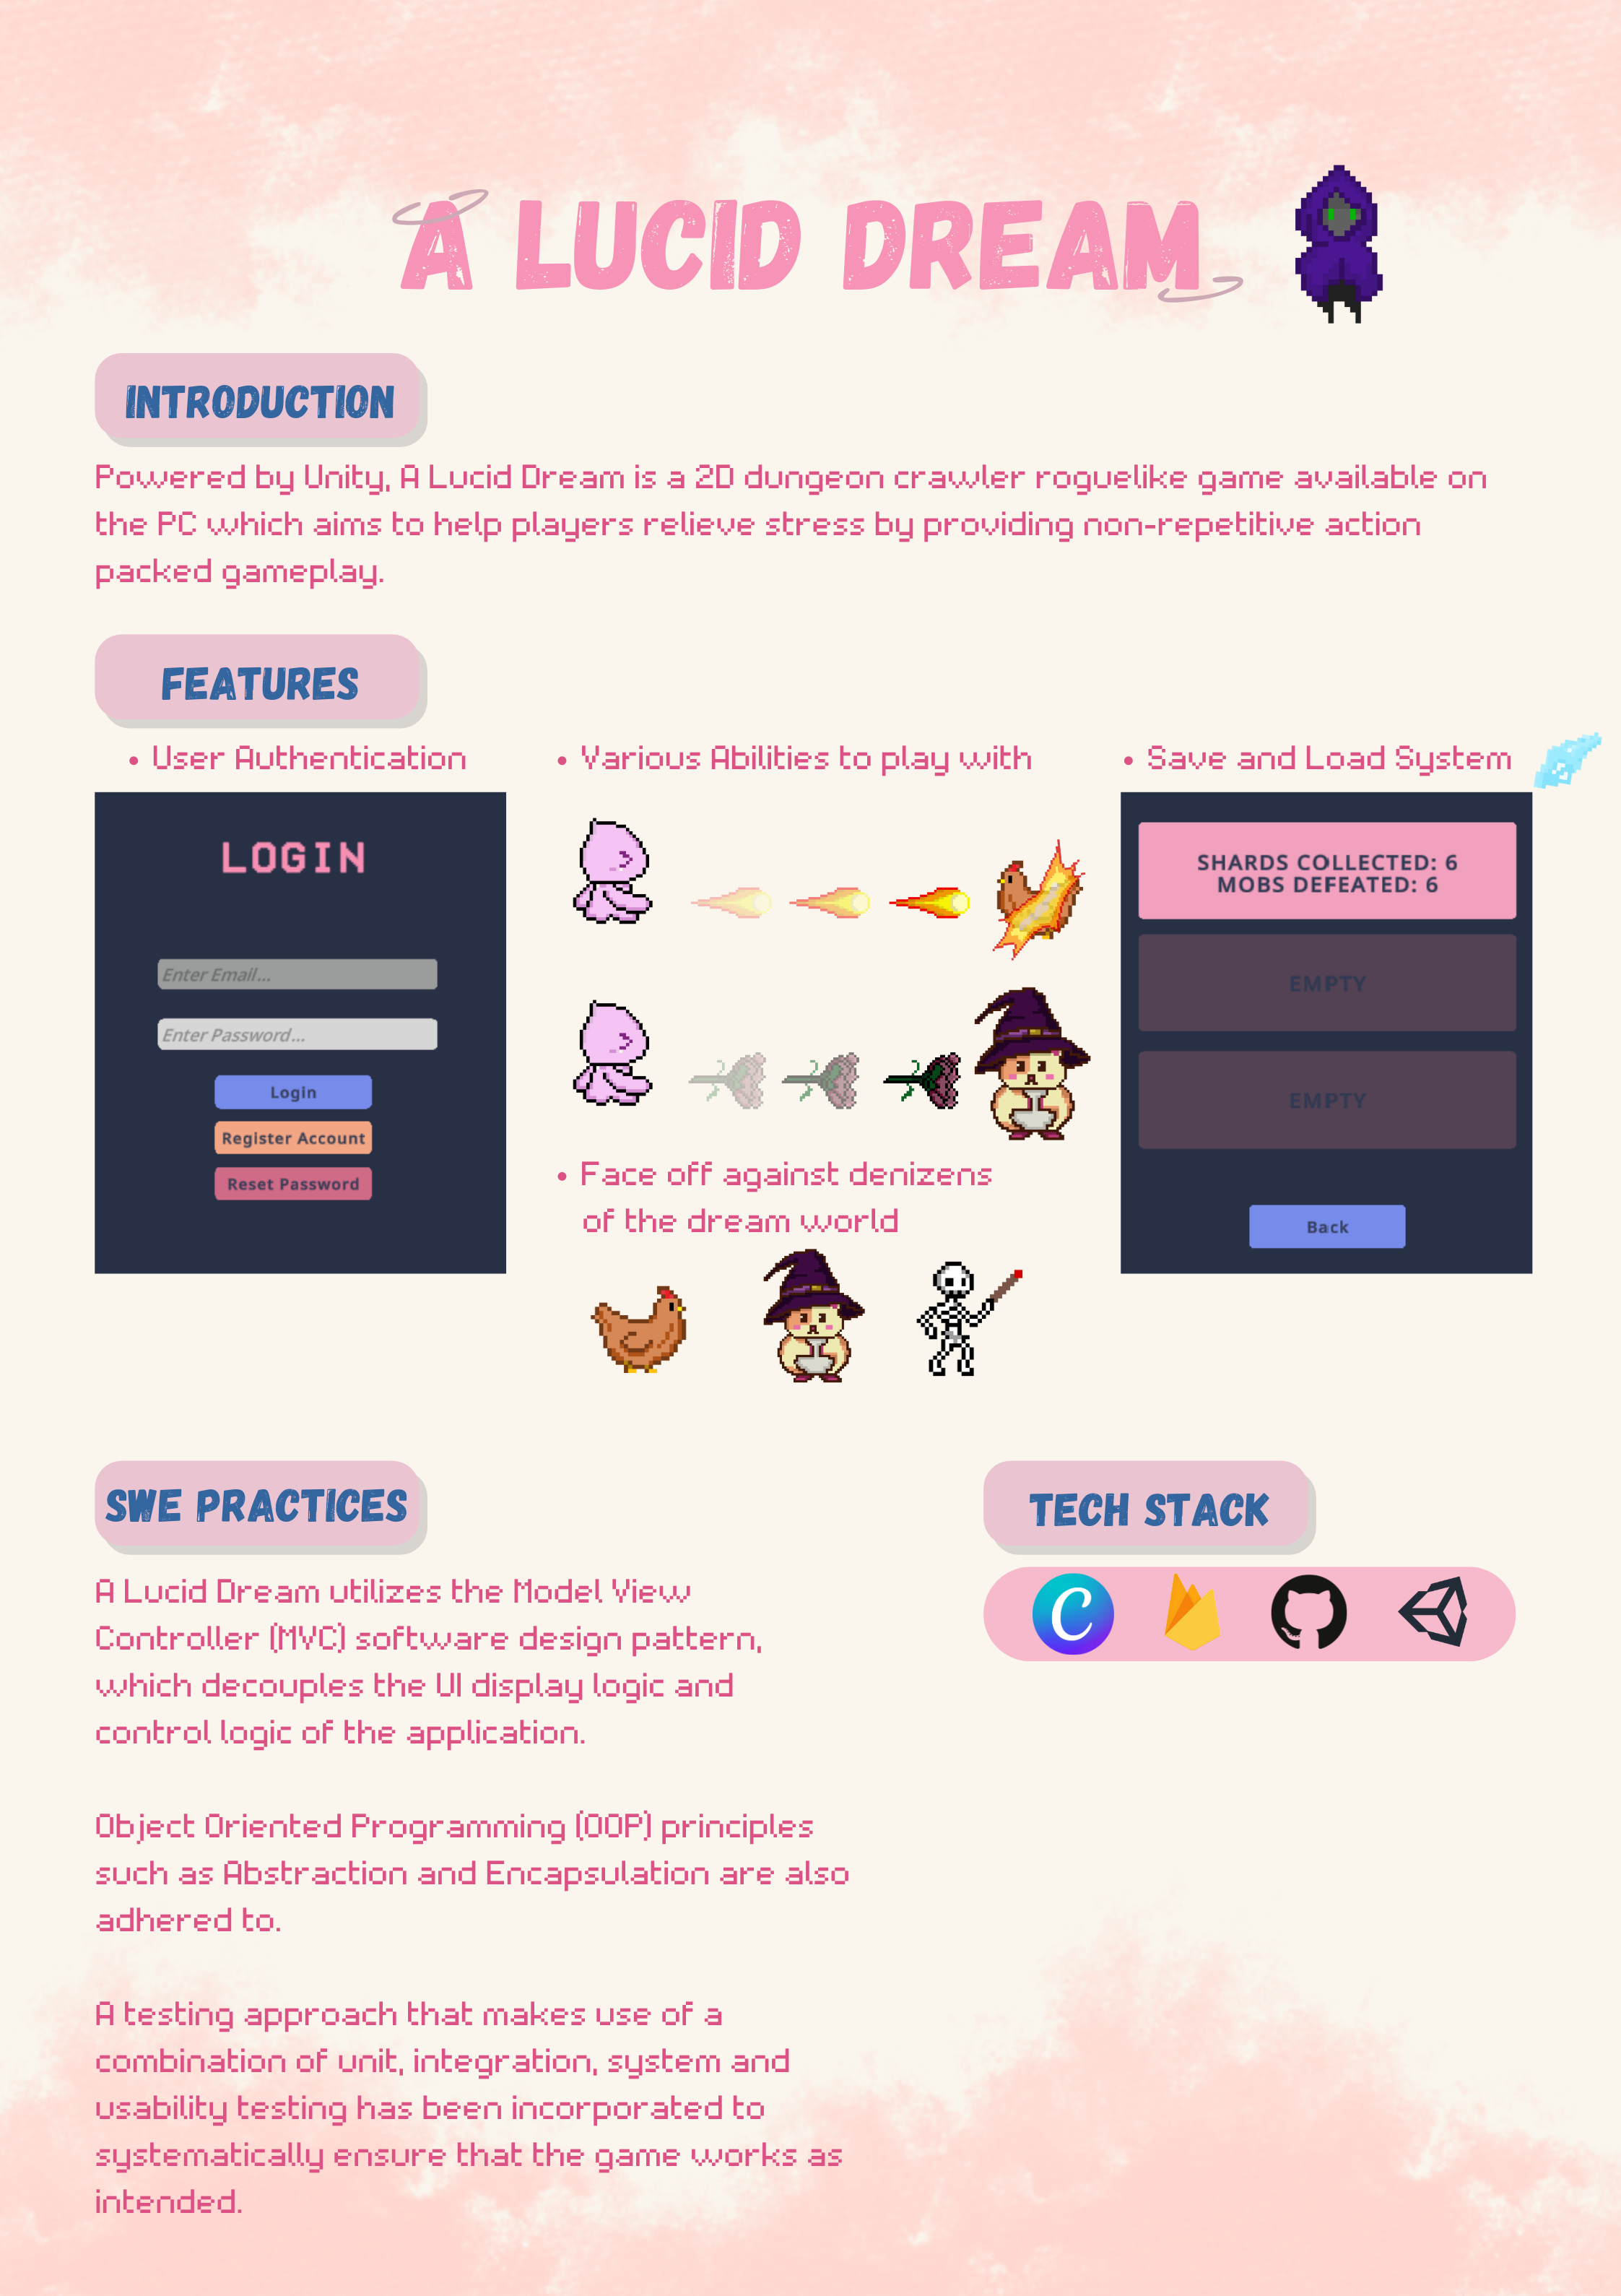 A LUCID DREAM
INTRODUCTION
Powered by Unity, A Lucid Dream is a 2D dungeon crawler roguelike game available on
the PC which aims to help players relieve stress by providing non-repetitive action
packed gameplay.
FEATURES
• User Authentication
LOGIN
Enter Email...
Enter Password...
Login
Register Account
Reset Password
• Various Abilities to play with
• Face off against denizens
of the dream world
• Save and Load System
SHARDS COLLECTED: 6
MOBS DEFEATED: 6
EMPTY
EMPTY
Back
SWE PRACTICES
A Lucid Dream utilizes the Model View
Controller (MVC) software design pattern,
which decouples the UI display logic and
control logic of the application.
Object Oriented Programming (OOP) principles
such as Abstraction and Encapsulation are also
adhered to.
A testing approach that makes use of a
combination of unit, integration, system and
usability testing has been incorporated to
systematically ensure that the game works as
intended.
TECH STACK
C